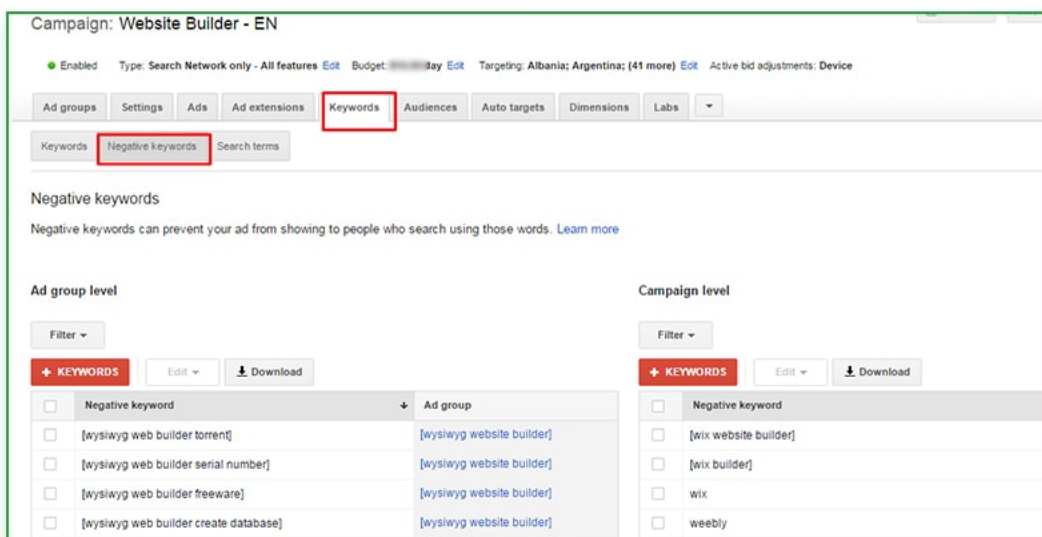 Campaign: Website Builder - EN
Enabled Type: Search Network only - All features Edit Budget: day Edit Targeting: Albania; Argentina; (41 more) Edit Active bid adjustments: Device
Ad groups Settings Ads Ad extensions Keywords Audiences Auto targets Dimensions Labs
Keywords Negative keywords Search terms
Negative keywords
Negative keywords can prevent your ad from showing to people who search using those words. Learn more
Ad group level Campaign level
Filter Filter
+ KEYWORDS Edit Download + KEYWORDS Edit Download
Negative keyword Ad group Negative keyword
[wysiwyg web builder torrent] [wysiwyg website builder] [wix website builder]
[wysiwyg web builder serial number] [wysiwyg website builder] [wix builder]
[wysiwyg web builder freeware] [wysiwyg website builder] wix
[wysiwyg web builder create database] [wysiwyg website builder] weebly